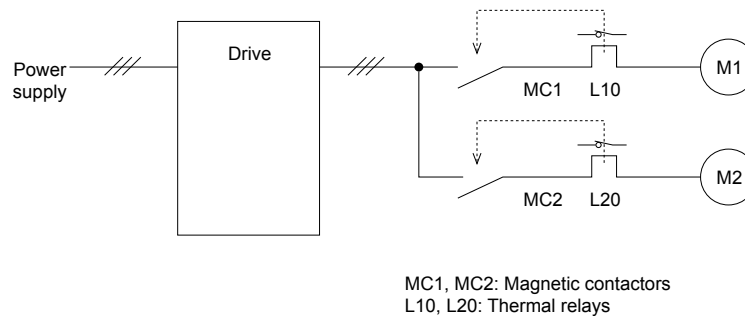 Drive
Power
supply
M1
MC1 L10
M2
MC2 L20
MC1, MC2: Magnetic contactors
L10, L20: Thermal relays